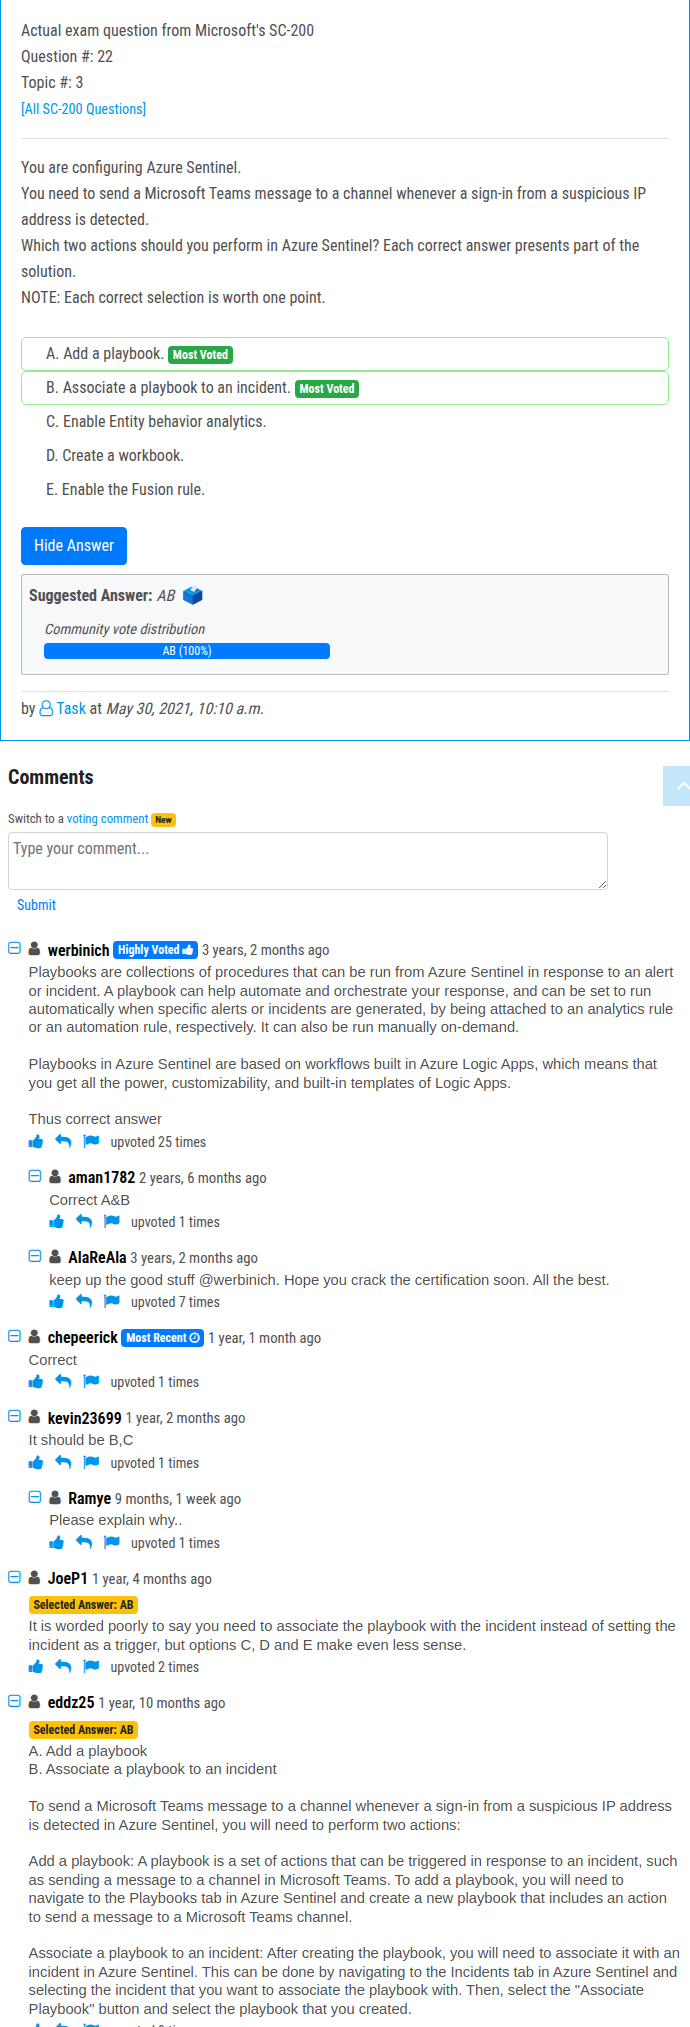 Actual exam question from Microsoft's SC-200
Question #: 22
Topic #: 3
[All SC-200 Questions]
You are configuring Azure Sentinel.
You need to send a Microsoft Teams message to a channel whenever a sign-in from a suspicious IP
address is detected.
Which two actions should you perform in Azure Sentinel? Each correct answer presents part of the
solution.
NOTE: Each correct selection is worth one point.
A. Add a playbook. Most Voted
B. Associate a playbook to an incident. Most Voted
C. Enable Entity behavior analytics.
D. Create a workbook.
E. Enable the Fusion rule.
Hide Answer
Suggested Answer: AB
Community vote distribution
AB (100%)
by Task at May 30, 2021, 10:10 a.m.
Comments
Switch to a voting comment New
Type your comment...
Submit
werbinich Highly Voted 3 years, 2 months ago
Playbooks are collections of procedures that can be run from Azure Sentinel in response to an alert
or incident. A playbook can help automate and orchestrate your response, and can be set to run
automatically when specific alerts or incidents are generated, by being attached to an analytics rule
or an automation rule, respectively. It can also be run manually on-demand.
Playbooks in Azure Sentinel are based on workflows built in Azure Logic Apps, which means that
you get all the power, customizability, and built-in templates of Logic Apps.
Thus correct answer
upvoted 25 times
aman1782 2 years, 6 months ago
Correct A&B
upvoted 1 times
AlaReAla 3 years, 2 months ago
keep up the good stuff @werbinich. Hope you crack the certification soon. All the best.
upvoted 7 times
chepeerick Most Recent 1 year, 1 month ago
Correct
upvoted 1 times
kevin23699 1 year, 2 months ago
It should be B,C
upvoted 1 times
Ramye 9 months, 1 week ago
Please explain why..
upvoted 1 times
JoeP1 1 year, 4 months ago
Selected Answer: AB
It is worded poorly to say you need to associate the playbook with the incident instead of setting the
incident as a trigger, but options C, D and E make even less sense.
upvoted 2 times
eddz25 1 year, 10 months ago
Selected Answer: AB
A. Add a playbook
B. Associate a playbook to an incident
To send a Microsoft Teams message to a channel whenever a sign-in from a suspicious IP address
is detected in Azure Sentinel, you will need to perform two actions:
Add a playbook: A playbook is a set of actions that can be triggered in response to an incident, such
as sending a message to a channel in Microsoft Teams. To add a playbook, you will need to
navigate to the Playbooks tab in Azure Sentinel and create a new playbook that includes an action
to send a message to a Microsoft Teams channel.
Associate a playbook to an incident: After creating the playbook, you will need to associate it with an
incident in Azure Sentinel. This can be done by navigating to the Incidents tab in Azure Sentinel and
selecting the incident that you want to associate the playbook with. Then, select the "Associate
Playbook" button and select the playbook that you created.